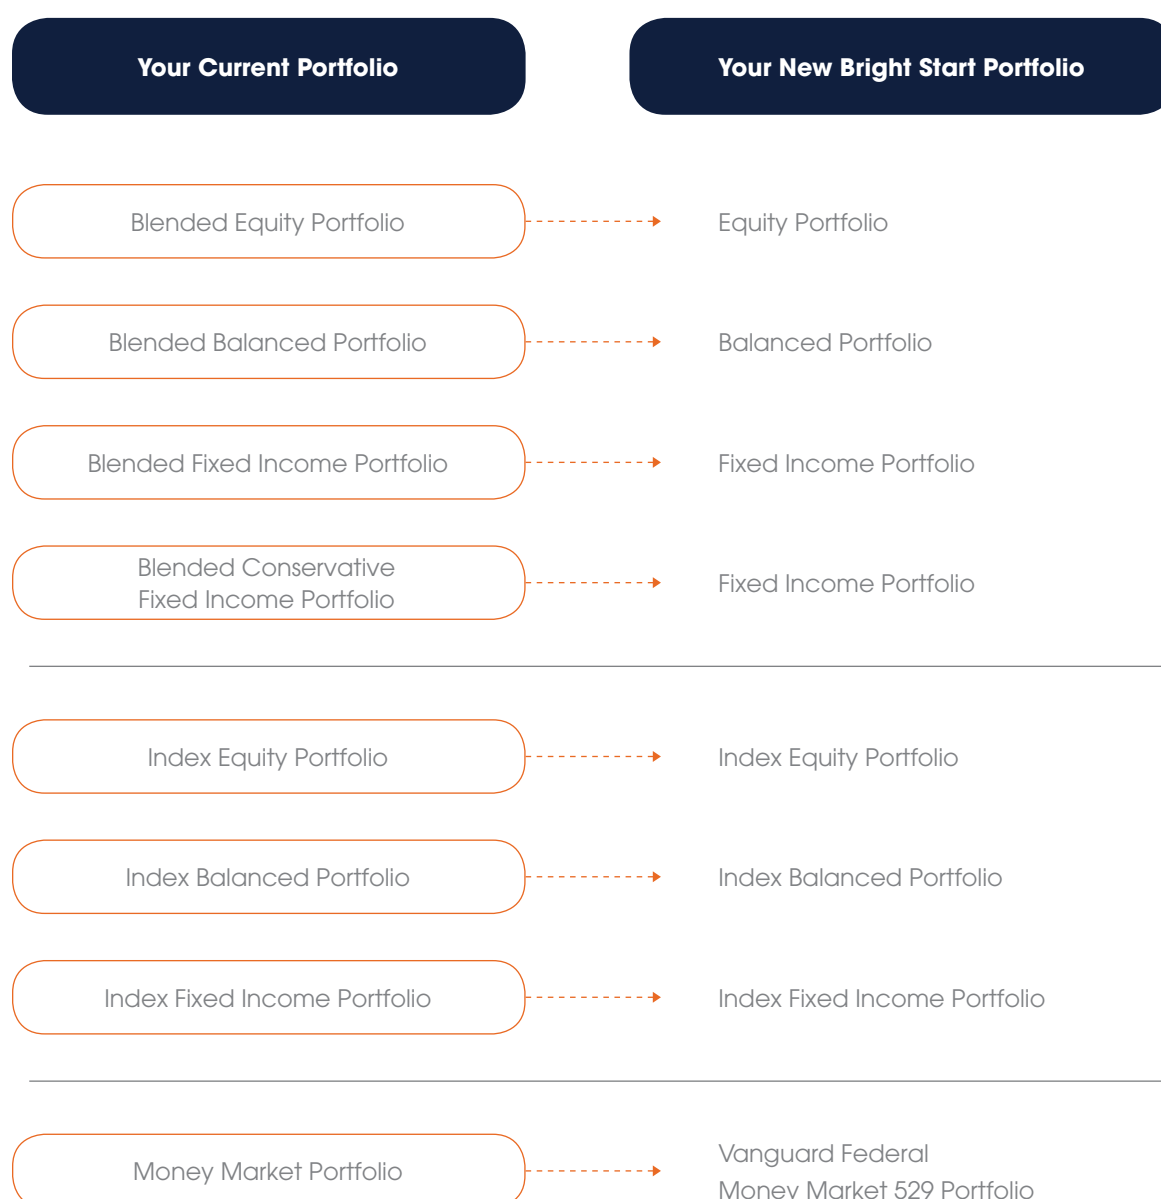 Your Current Portfolio
Your New Bright Start Portfolio
Blended Equity Portfolio
Equity Portfolio
Blended Balanced Portfolio
Balanced Portfolio
Blended Fixed Income Portfolio
Fixed Income Portfolio
Blended Conservative
Fixed Income Portfolio
Fixed Income Portfolio
Index Equity Portfolio
Index Equity Portfolio
Index Balanced Portfolio
Index Balanced Portfolio
Index Fixed Income Portfolio
Index Fixed Income Portfolio
Money Market Portfolio
Vanguard Federal
Money Market 529 Portfolio